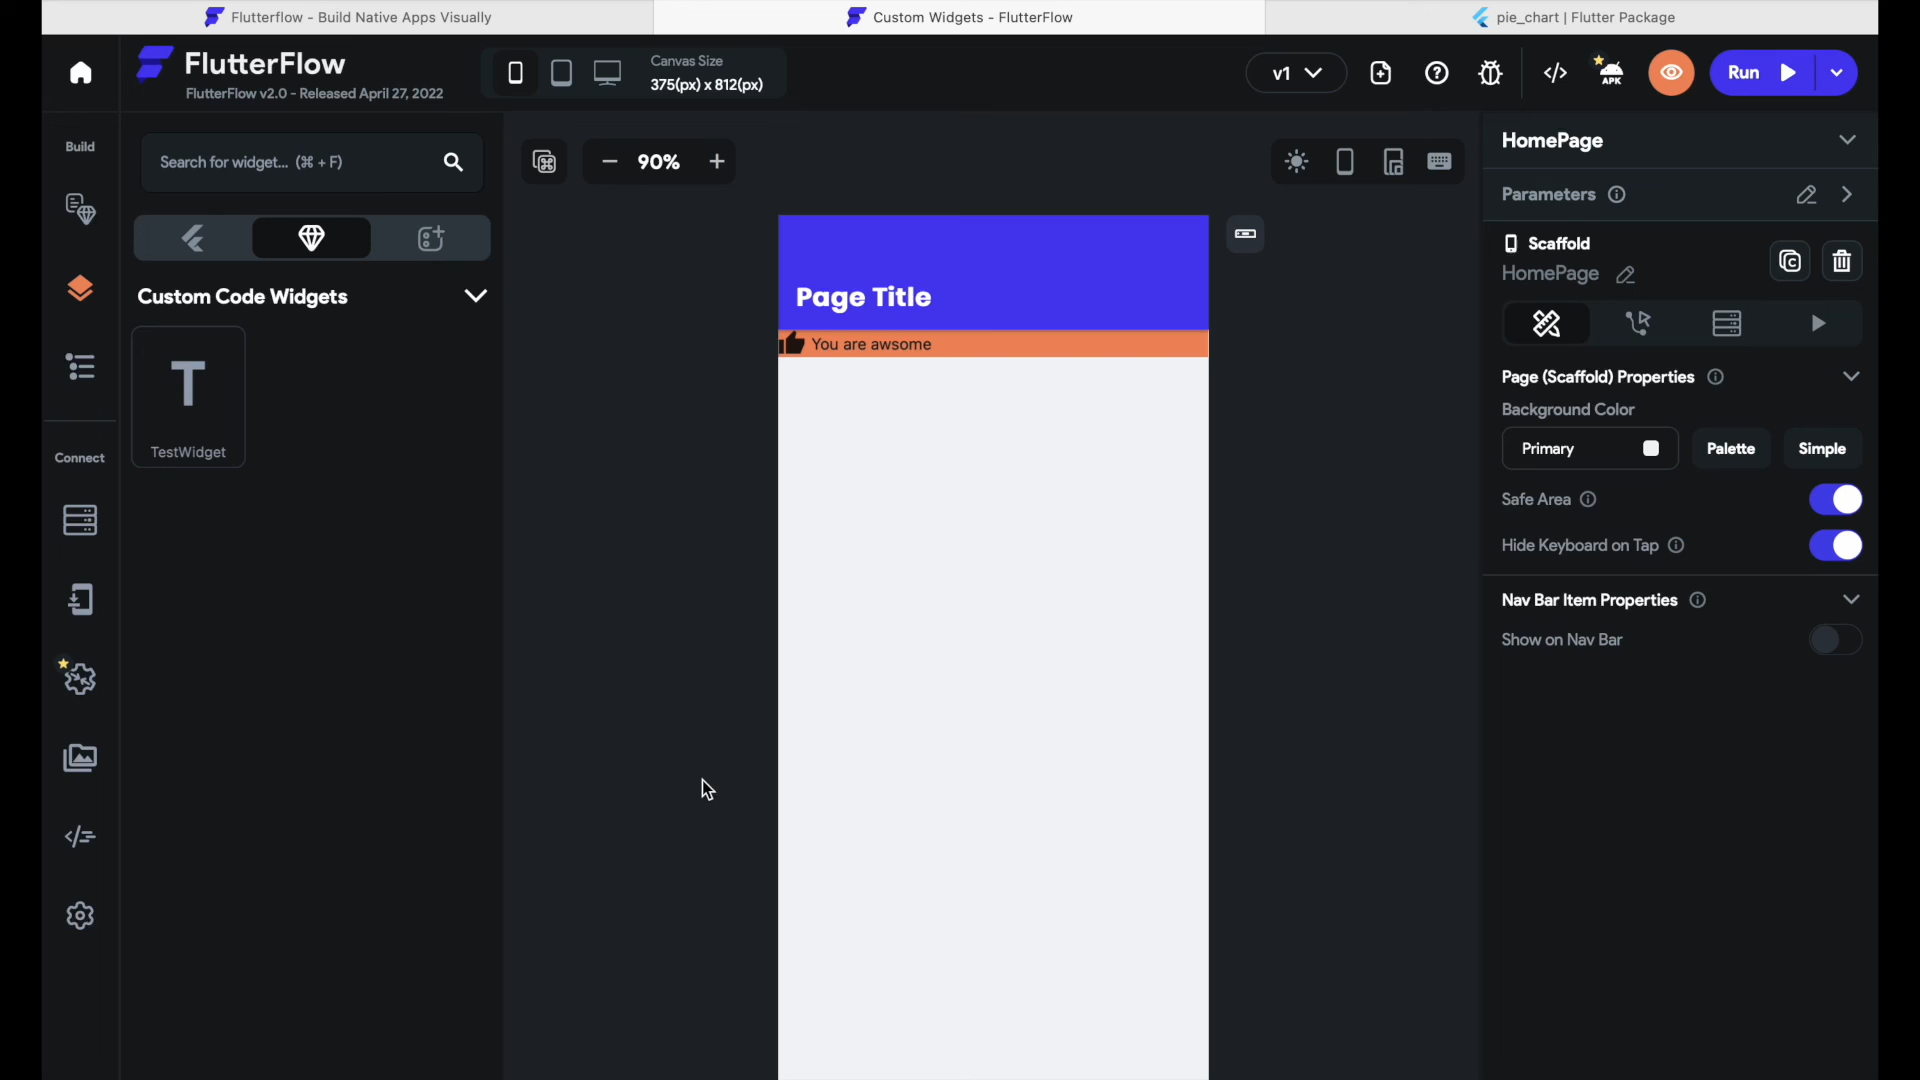 Flutterflow - Build Native Apps Visually
Custom Widgets - FlutterFlow
pie_chart | Flutter Package
FlutterFlow
FlutterFlow v2.0 - Released April 27, 2022
Canvas Size
375(px) x 812(px)
v1
APK
Run
Build
Search for widget... (⌘ + F)
90%
HomePage
Parameters
Scaffold
HomePage
Custom Code Widgets
T
TestWidget
Connect
Page Title
You are awsome
Page (Scaffold) Properties
Background Color
Primary
Palette
Simple
Safe Area
Hide Keyboard on Tap
Nav Bar Item Properties
Show on Nav Bar